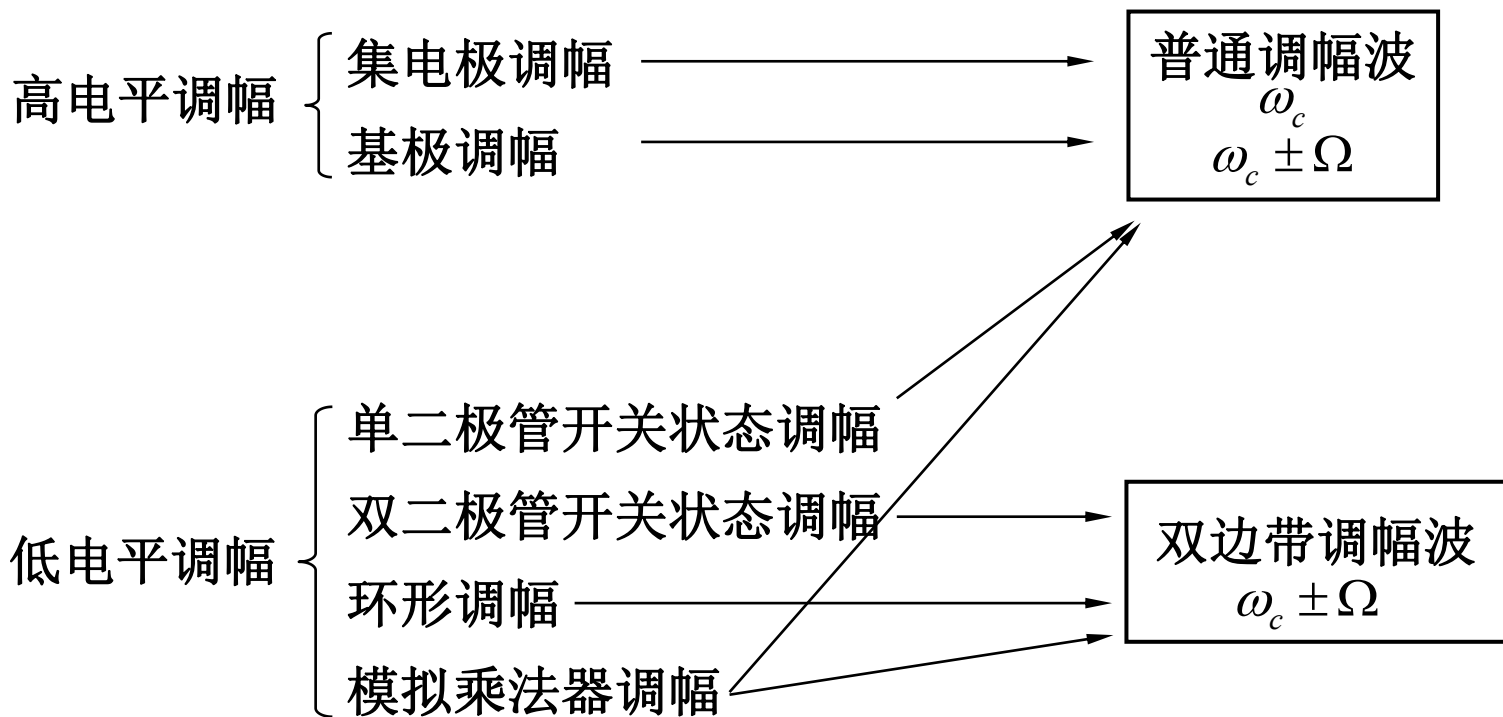 高电平调幅
集电极调幅
基极调幅
普通调幅波
ω_c
ω_c ± Ω
低电平调幅
单二极管开关状态调幅
双二极管开关状态调幅
环形调幅
模拟乘法器调幅
双边带调幅波
ω_c ± Ω